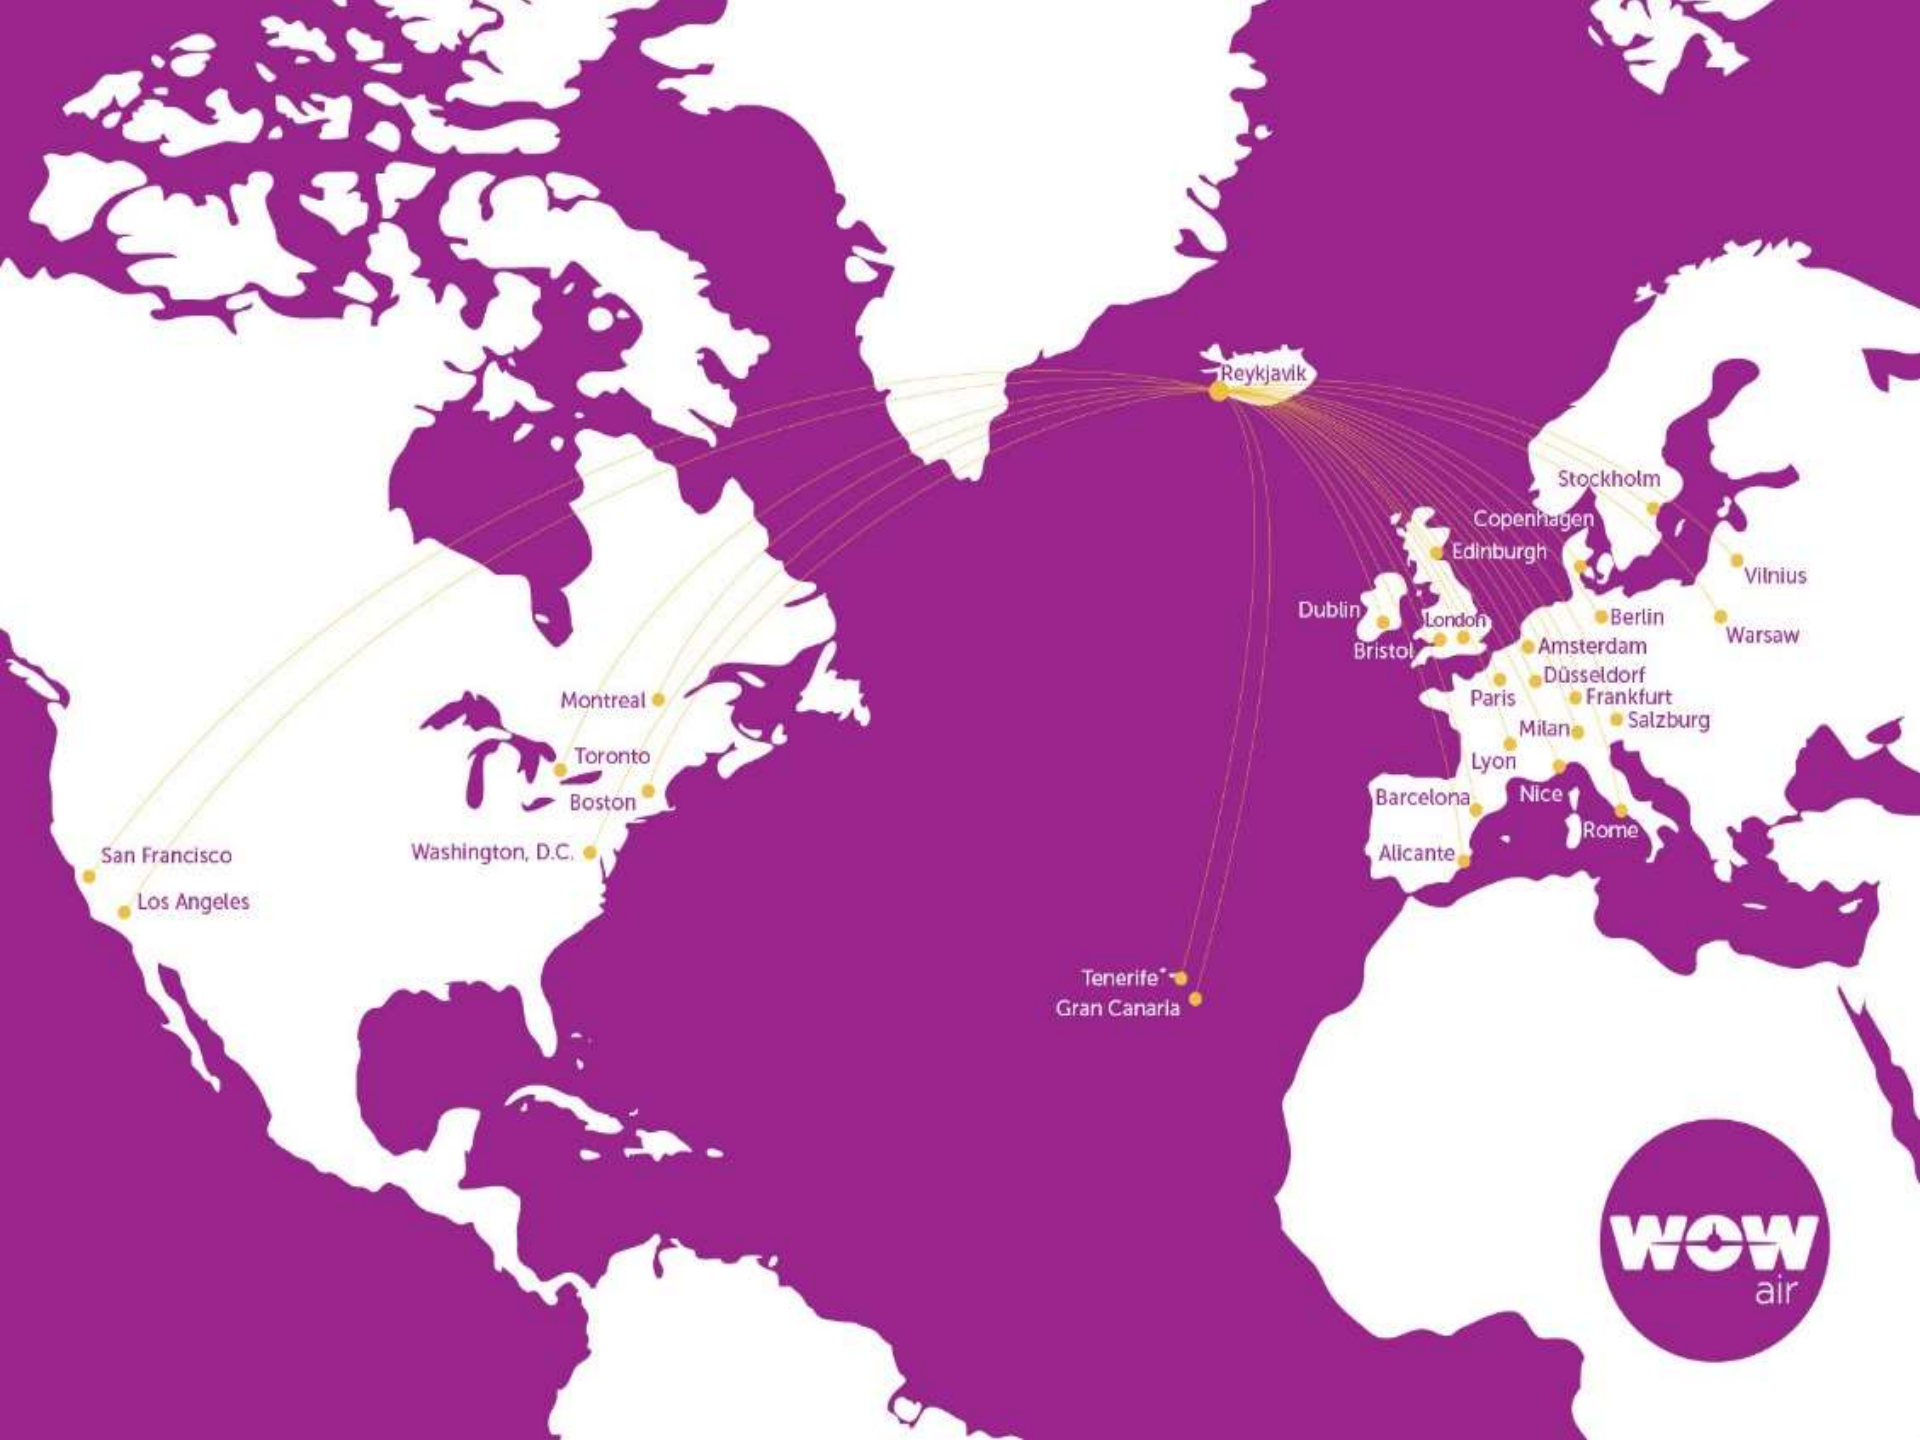 Reykjavik
Stockholm
Copenhagen
Edinburgh
Vilnius
Dublin
London
Berlin
Warsaw
Bristol
Amsterdam
Düsseldorf
Paris
Frankfurt
Salzburg
Milan
Lyon
Barcelona
Nice
Rome
Alicante
Montreal
Toronto
Boston
Washington, D.C.
San Francisco
Los Angeles
Tenerife*
Gran Canaria
WOW
air